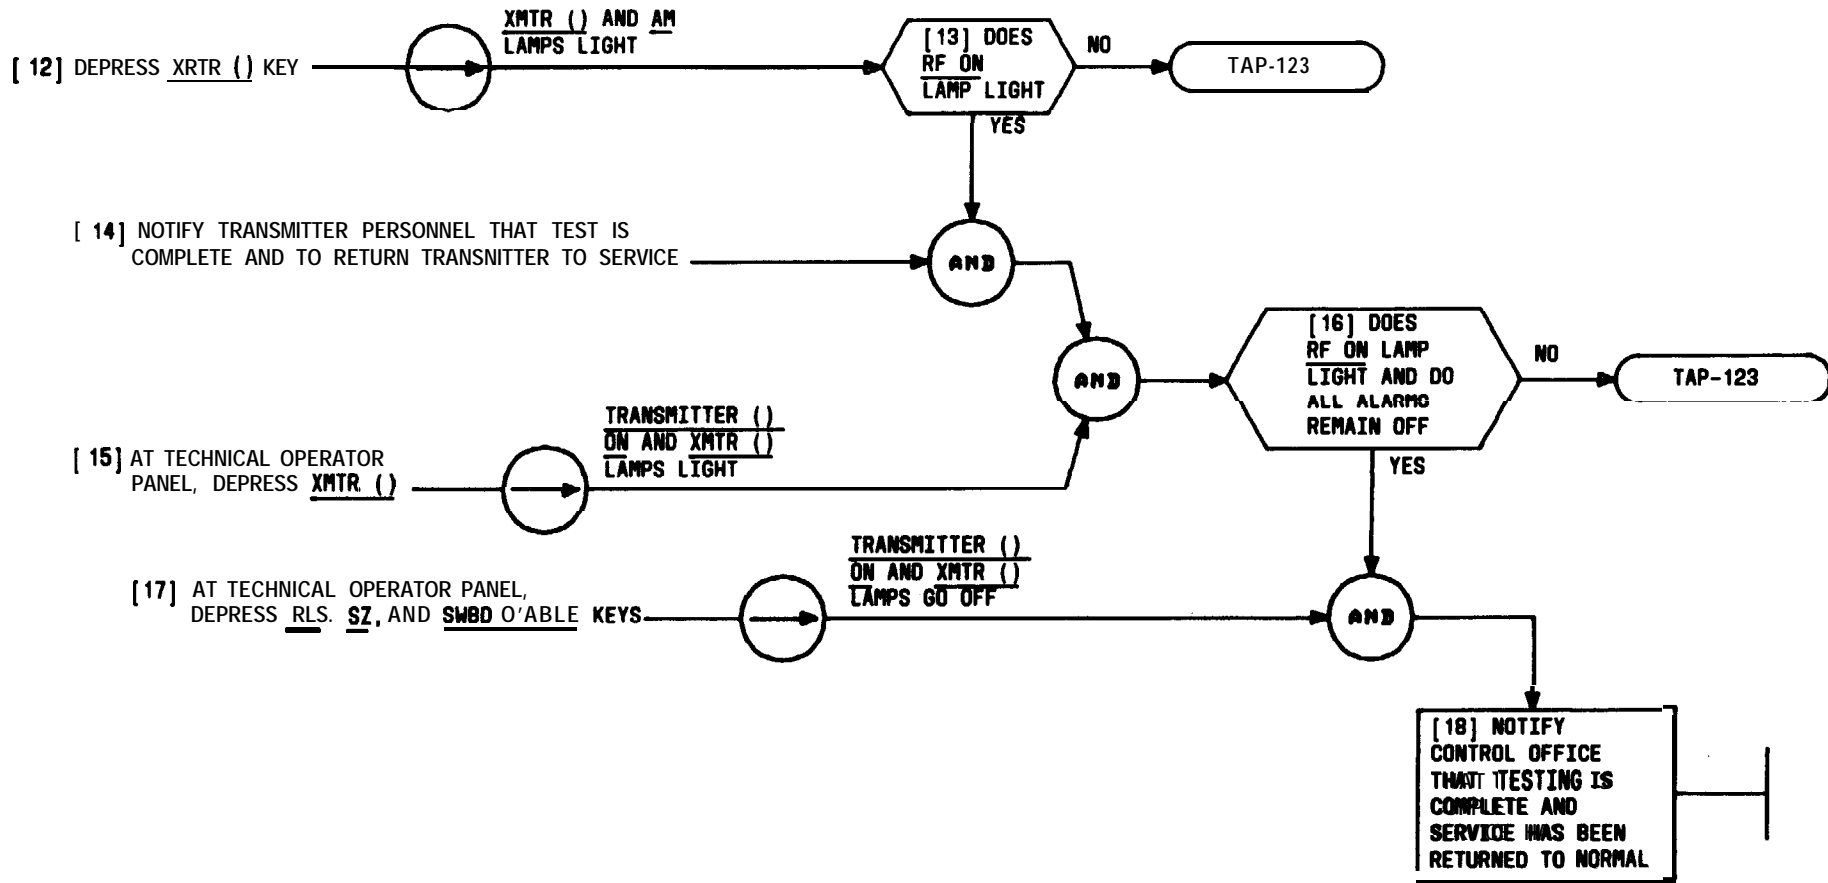 XMTR () AND AM
LAMPS LIGHT
[12] DEPRESS XRTR () KEY
[13] DOES
RF ON
LAMP LIGHT
NO
TAP-123
YES
[14] NOTIFY TRANSMITTER PERSONNEL THAT TEST IS
COMPLETE AND TO RETURN TRANSNITTER TO SERVICE
AND
AND
[16] DOES
RF ON LAMP
LIGHT AND DO
ALL ALARMG
REMAIN OFF
NO
TAP-123
YES
[15] AT TECHNICAL OPERATOR
PANEL, DEPRESS XMTR ()
TRANSMITTER ()
ON AND XMTR ()
LAMPS LIGHT
[17] AT TECHNICAL OPERATOR PANEL,
DEPRESS RLS. SZ, AND SWBD O'ABLE KEYS
TRANSMITTER ()
ON AND XMTR ()
LAMPS GO OFF
AND
[18] NOTIFY
CONTROL OFFICE
THAT TESTING IS
COMPLETE AND
SERVICE HAS BEEN
RETURNED TO NORMAL